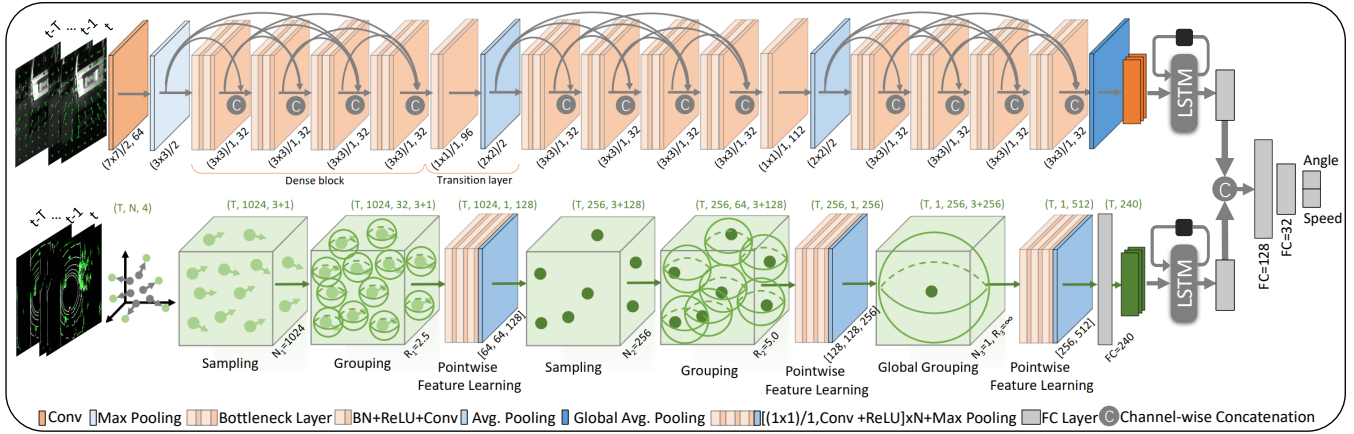 t-T ... t-1 t
(7x7)/2, 64
(3x3)/2
(3x3)/1, 32
(3x3)/1, 32
(3x3)/1, 32
(3x3)/1, 32
(1x1)/1, 96
(2x2)/2
(3x3)/1, 32
(3x3)/1, 32
(3x3)/1, 32
(3x3)/1, 32
(1x1)/1, 112
(2x2)/2
(3x3)/1, 32
(3x3)/1, 32
(3x3)/1, 32
(3x3)/1, 32
C C C C C C C C C C C C
LSTM
Dense block
Transition layer
C
FC=128
FC=32
Angle
Speed
t-T ... t-1 t
(T, N, 4)
(T, 1024, 3+1)
(T, 1024, 32, 3+1)
(T, 1024, 1, 128)
(T, 256, 3+128)
(T, 256, 64, 3+128)
(T, 256, 1, 256)
(T, 1, 256, 3+256)
(T, 1, 512)
(T, 240)
LSTM
N₁=1024
R₁=2.5
[64, 64, 128]
N₂=256
R₂=5.0
[128, 128, 256]
N₃=1, R₃=∞
[256, 512]
FC=240
Sampling
Grouping
Pointwise
Feature Learning
Sampling
Grouping
Pointwise
Feature Learning
Global Grouping
Pointwise
Feature Learning
Conv Max Pooling Bottleneck Layer BN+ReLU+Conv Avg. Pooling Global Avg. Pooling [(1x1)/1,Conv +ReLU]xN+Max Pooling FC Layer C Channel-wise Concatenation